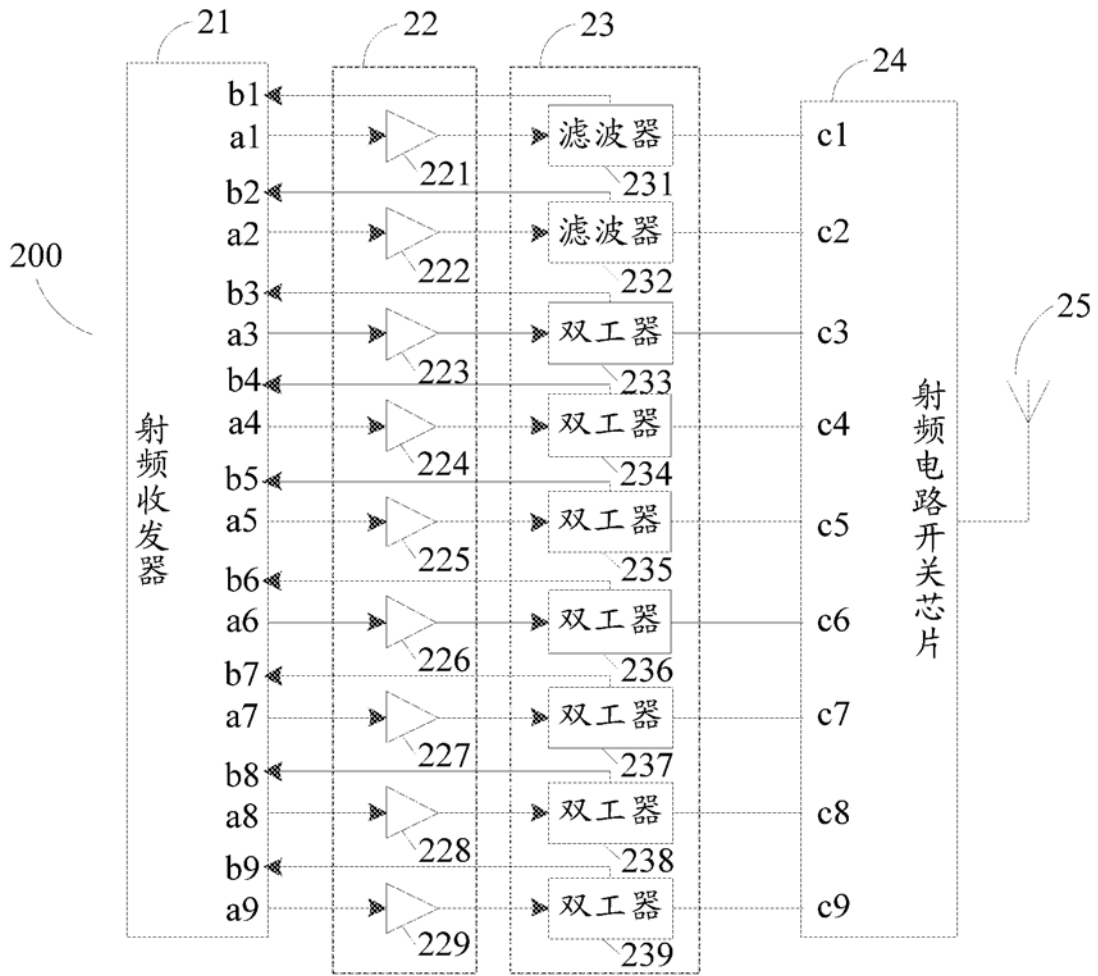 21
22
23
24
25
200
射频收发器
b1
a1
221
滤波器
231
c1
b2
a2
222
滤波器
232
c2
b3
a3
223
双工器
233
c3
b4
a4
224
双工器
234
c4
b5
a5
225
双工器
235
c5
b6
a6
226
双工器
236
c6
b7
a7
227
双工器
237
c7
b8
a8
228
双工器
238
c8
b9
a9
229
双工器
239
c9
射频电路开关芯片